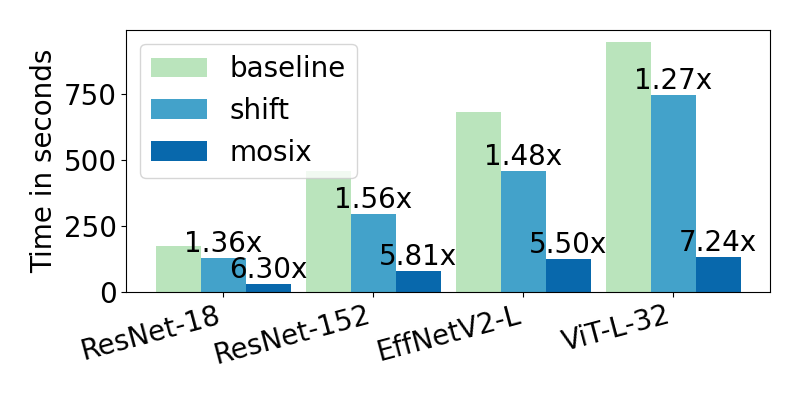 Time in seconds
750
500
250
0
baseline
shift
mosix
1.36x
6.30x
1.56x
5.81x
1.48x
5.50x
1.27x
7.24x
ResNet-18
ResNet-152
EffNetV2-L
ViT-L-32